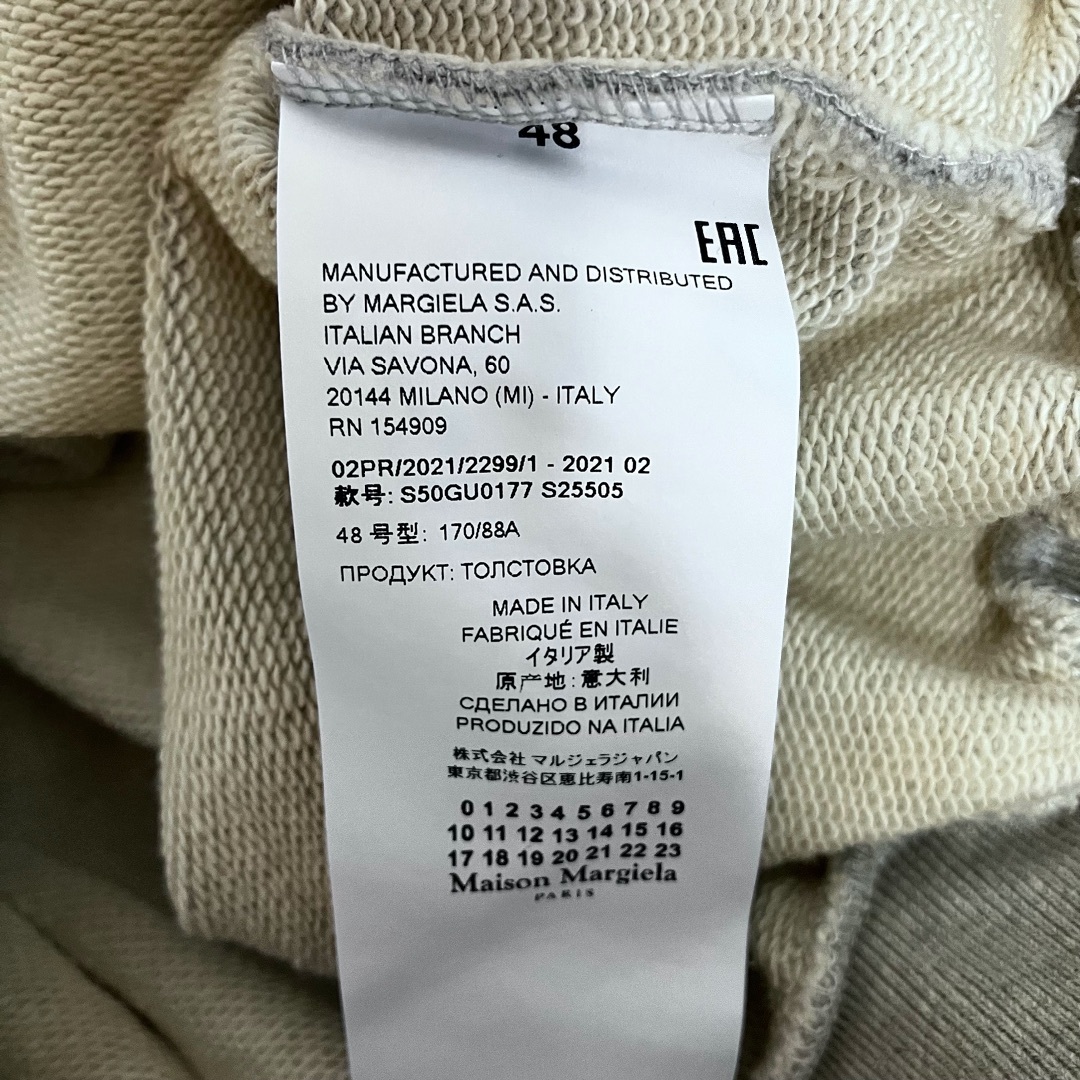 48
EAC
MANUFACTURED AND DISTRIBUTED
BY MARGIELA S.A.S.
ITALIAN BRANCH
VIA SAVONA, 60
20144 MILANO (MI) - ITALY
RN 154909
02PR/2021/2299/1 - 2021 02
款号: S50GU0177 S25505
48 号型: 170/88A
ПРОДУКТ: ТОЛСТОВКА
MADE IN ITALY
FABRIQUÉ EN ITALIE
イタリア製
原产地: 意大利
СДЕЛАНО В ИТАЛИИ
PRODUZIDO NA ITALIA
株式会社 マルジェラジャパン
東京都渋谷区恵比寿南1-15-1
0 1 2 3 4 5 6 7 8 9
10 11 12 13 14 15 16
17 18 19 20 21 22 23
Maison Margiela
PARIS